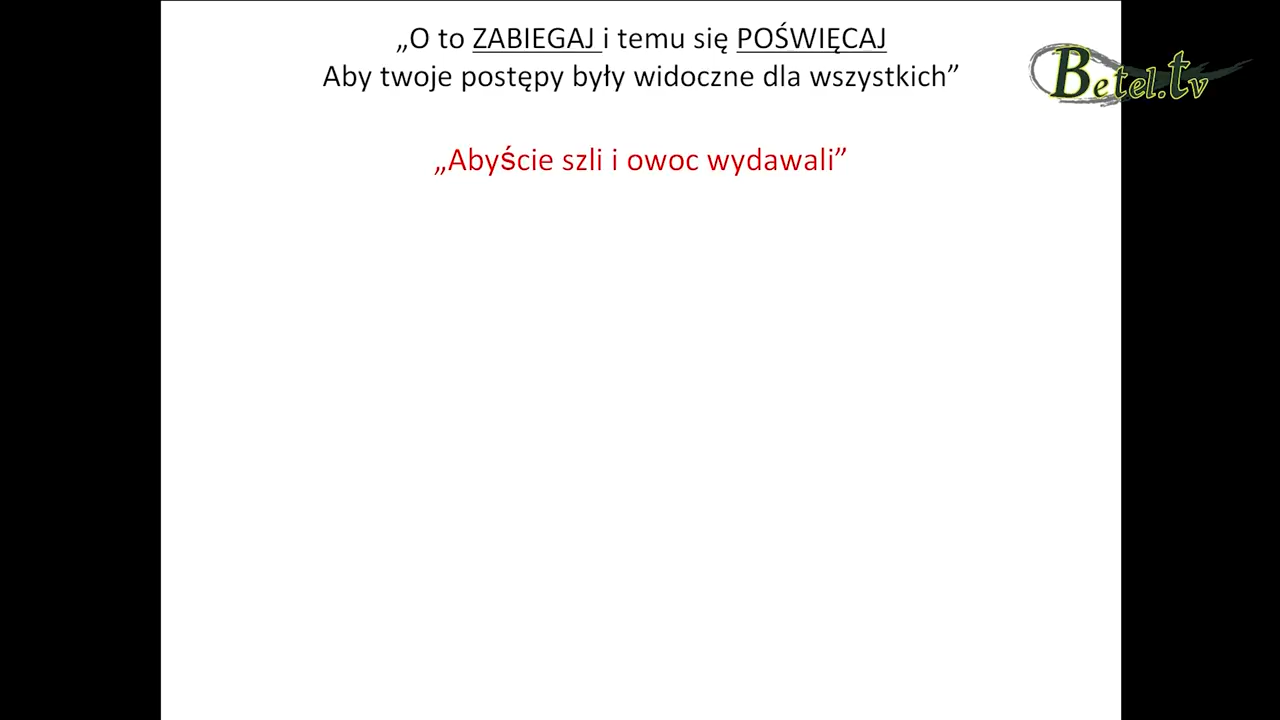 „O to ZABIEGAJ i temu się POŚWIĘCAJ
Aby twoje postępy były widoczne dla wszystkich”
Betel.tv
„Abyście szli i owoc wydawali”